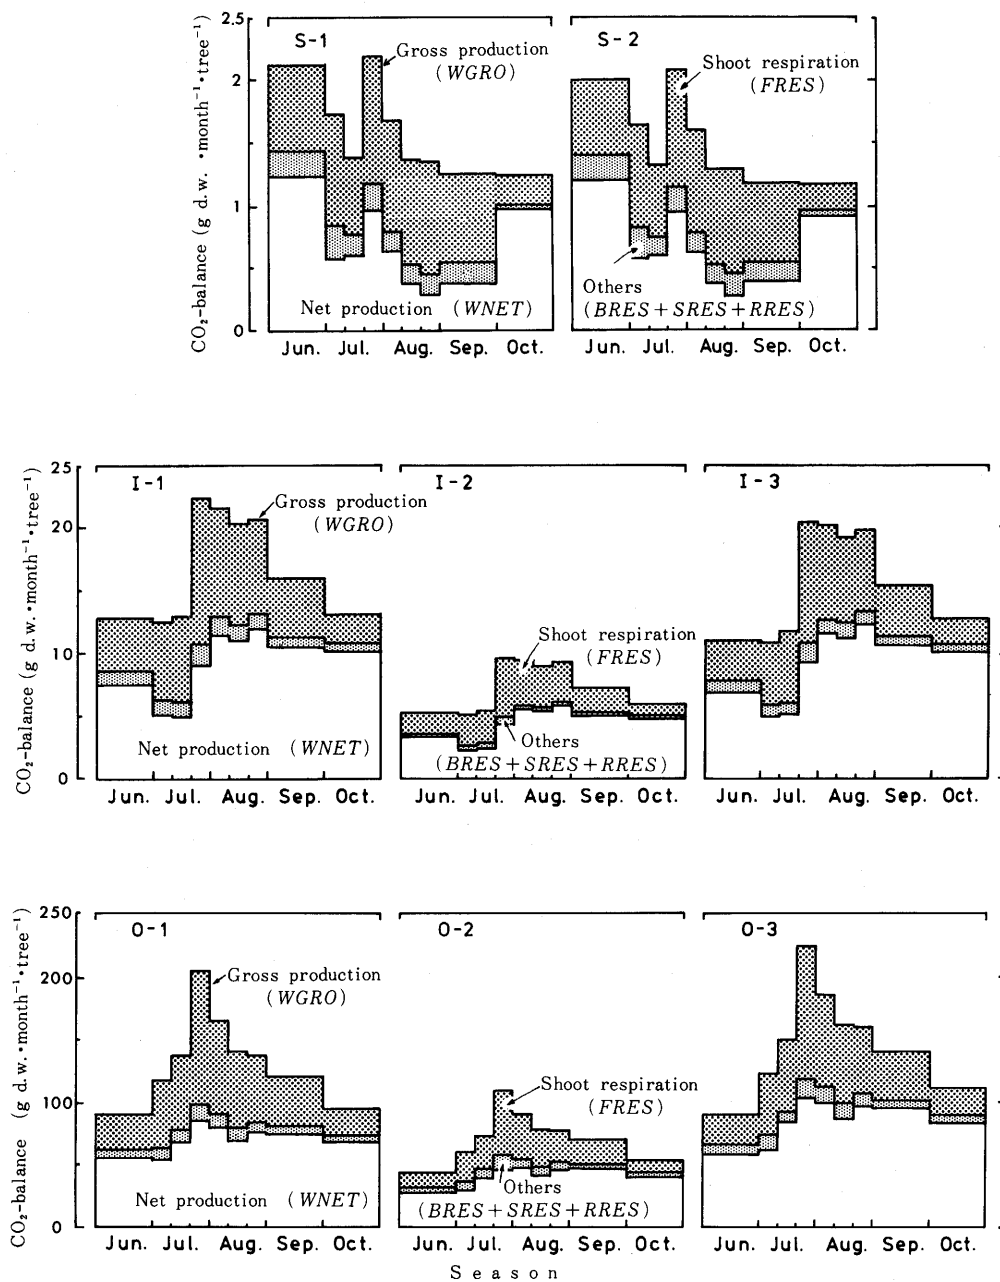 CO₂-balance (g d.w. •month⁻¹•tree⁻¹)
2.5
2
1
0
S-1
Gross production
(WGRO)
Net production (WNET)
Jun. Jul. Aug. Sep. Oct.
S-2
Shoot respiration
(FRES)
Others
(BRES+SRES+RRES)
Jun. Jul. Aug. Sep. Oct.
CO₂-balance (g d.w.•month⁻¹•tree⁻¹)
25
20
10
0
I-1
Gross production
(WGRO)
Net production (WNET)
Jun. Jul. Aug. Sep. Oct.
I-2
Shoot respiration
(FRES)
Others
(BRES+SRES+RRES)
Jun. Jul. Aug. Sep. Oct.
I-3
Jun. Jul. Aug. Sep. Oct.
CO₂-balance (g d.w.•month⁻¹•tree⁻¹)
250
200
100
0
O-1
Gross production
(WGRO)
Net production (WNET)
Jun. Jul. Aug. Sep. Oct.
O-2
Shoot respiration
(FRES)
Others
(BRES+SRES+RRES)
Jun. Jul. Aug. Sep. Oct.
O-3
Jun. Jul. Aug. Sep. Oct.
Season